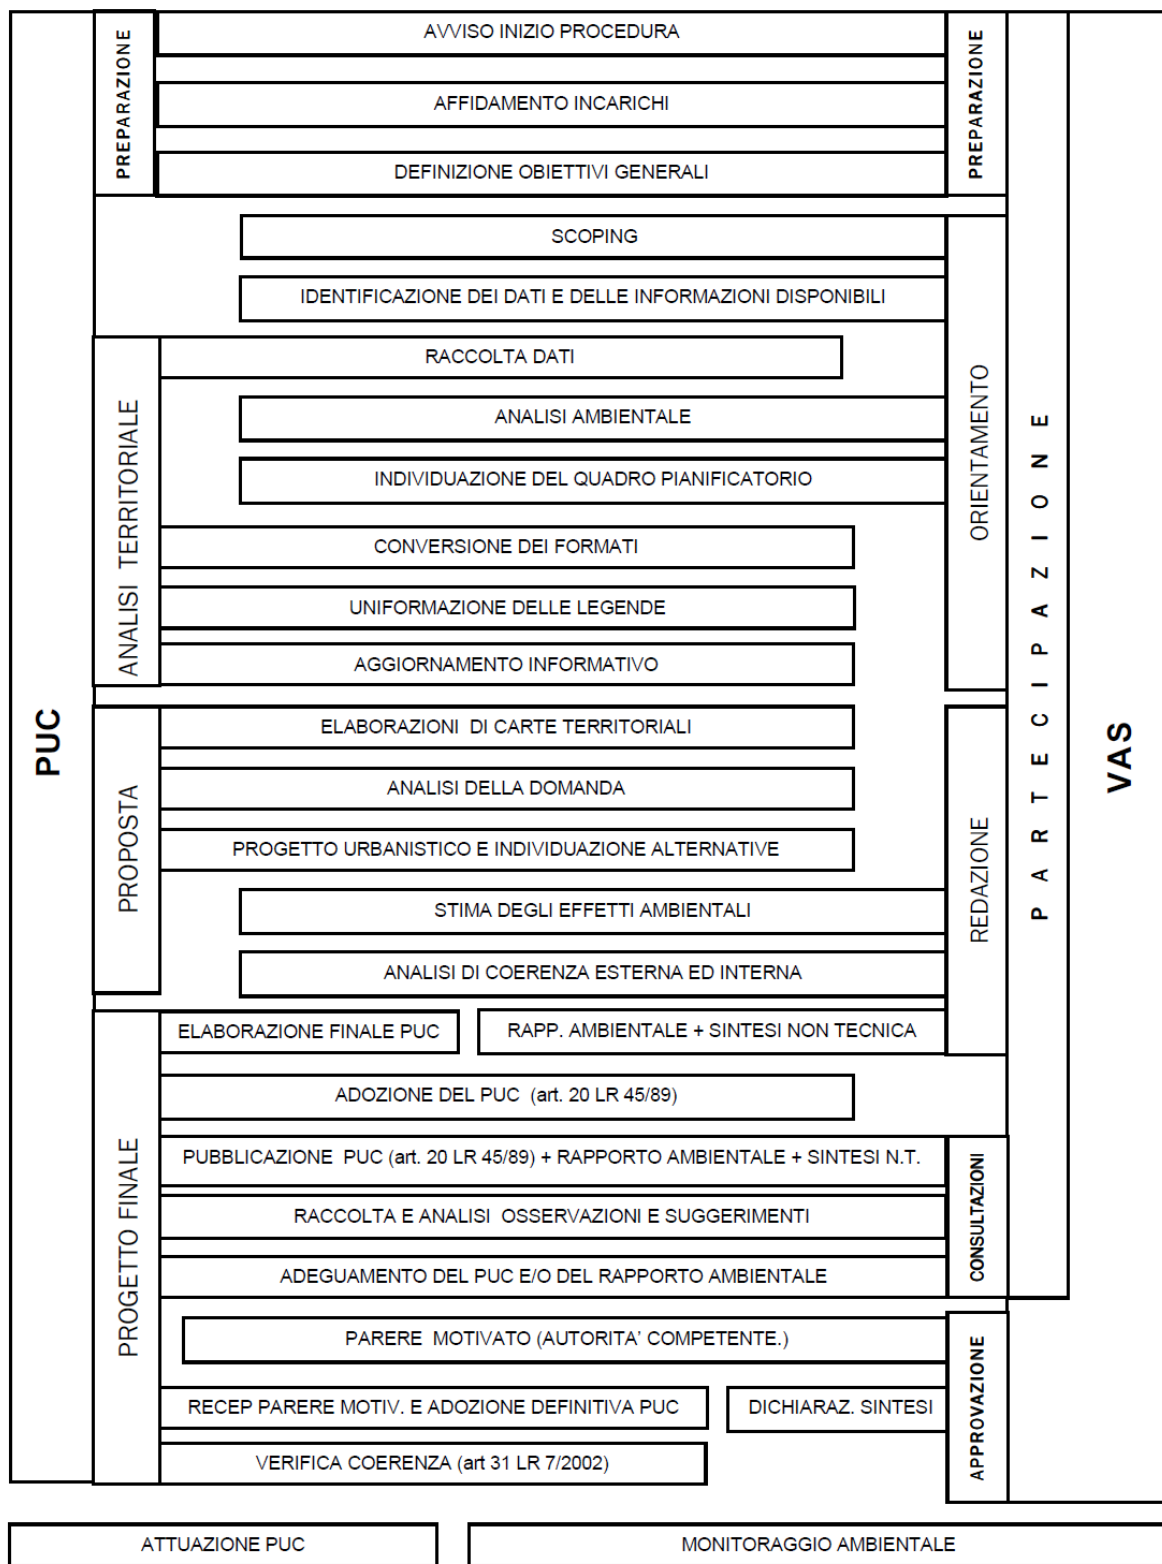 PUC
PREPARAZIONE
AVVISO INIZIO PROCEDURA
AFFIDAMENTO INCARICHI
DEFINIZIONE OBIETTIVI GENERALI
PREPARAZIONE
SCOPING
IDENTIFICAZIONE DEI DATI E DELLE INFORMAZIONI DISPONIBILI
ANALISI TERRITORIALE
RACCOLTA DATI
ANALISI AMBIENTALE
INDIVIDUAZIONE DEL QUADRO PIANIFICATORIO
CONVERSIONE DEI FORMATI
UNIFORMAZIONE DELLE LEGENDE
AGGIORNAMENTO INFORMATIVO
ORIENTAMENTO
PROPOSTA
ELABORAZIONI DI CARTE TERRITORIALI
ANALISI DELLA DOMANDA
PROGETTO URBANISTICO E INDIVIDUAZIONE ALTERNATIVE
STIMA DEGLI EFFETTI AMBIENTALI
ANALISI DI COERENZA ESTERNA ED INTERNA
REDAZIONE
PROGETTO FINALE
ELABORAZIONE FINALE PUC
RAPP. AMBIENTALE + SINTESI NON TECNICA
ADOZIONE DEL PUC (art. 20 LR 45/89)
PUBBLICAZIONE PUC (art. 20 LR 45/89) + RAPPORTO AMBIENTALE + SINTESI N.T.
RACCOLTA E ANALISI OSSERVAZIONI E SUGGERIMENTI
ADEGUAMENTO DEL PUC E/O DEL RAPPORTO AMBIENTALE
CONSULTAZIONI
PARERE MOTIVATO (AUTORITA' COMPETENTE.)
RECEP PARERE MOTIV. E ADOZIONE DEFINITIVA PUC
DICHIARAZ. SINTESI
VERIFICA COERENZA (art 31 LR 7/2002)
APPROVAZIONE
PARTECIPAZIONE
VAS
ATTUAZIONE PUC
MONITORAGGIO AMBIENTALE